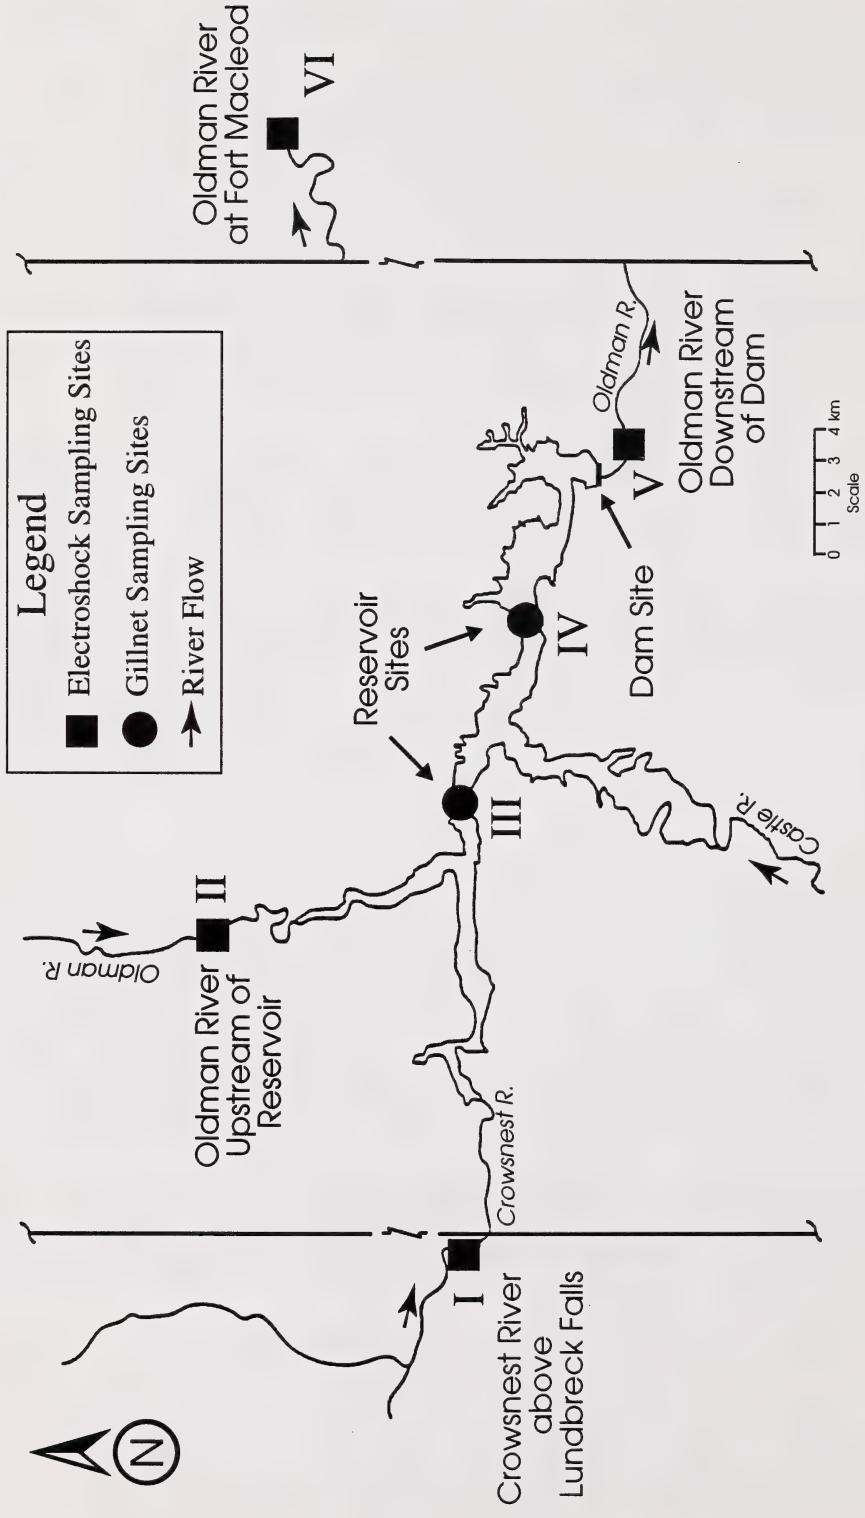 Legend
Electroshock Sampling Sites
Gillnet Sampling Sites
River Flow
N
Oldman R.
Oldman River
Upstream of
Reservoir
II
Reservoir
Sites
Oldman River
at Fort Macleod
VI
I
Crowsnest River
above
Lundbreck Falls
Crowsnest R.
III
IV
Castle R.
Dam Site
V
Oldman R.
Oldman River
Downstream
of Dam
0 1 2 3 4 km
Scale